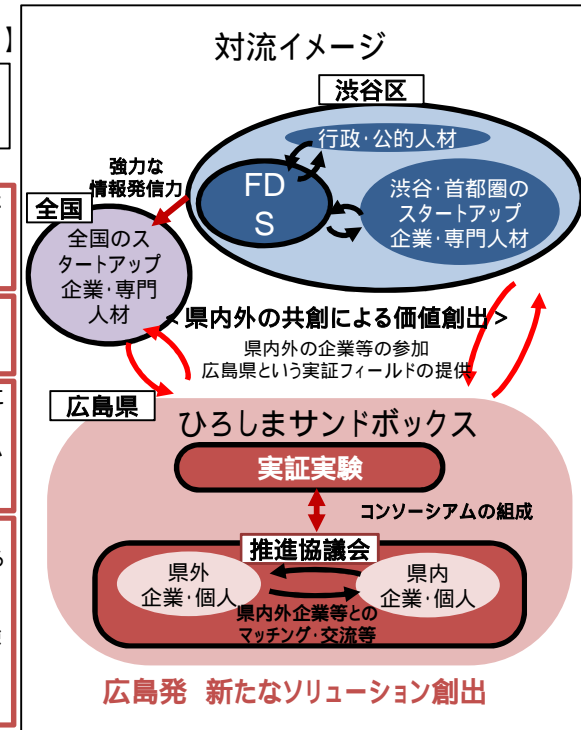 】
対流イメージ
渋谷区
行政・公的人材
強力な
情報発信力
FD
S
渋谷・首都圏の
スタートアップ
企業・専門人材
全国
全国のス
タートアップ
企業・専門
人材
<県内外の共創による価値創出>
県内外の企業等の参加
広島県という実証フィールドの提供
広島県
ひろしまサンドボックス
実証実験
コンソーシアムの組成
推進協議会
県外
企業・個人
県内
企業・個人
県内外企業等との
マッチング・交流等
広島発 新たなソリューション創出